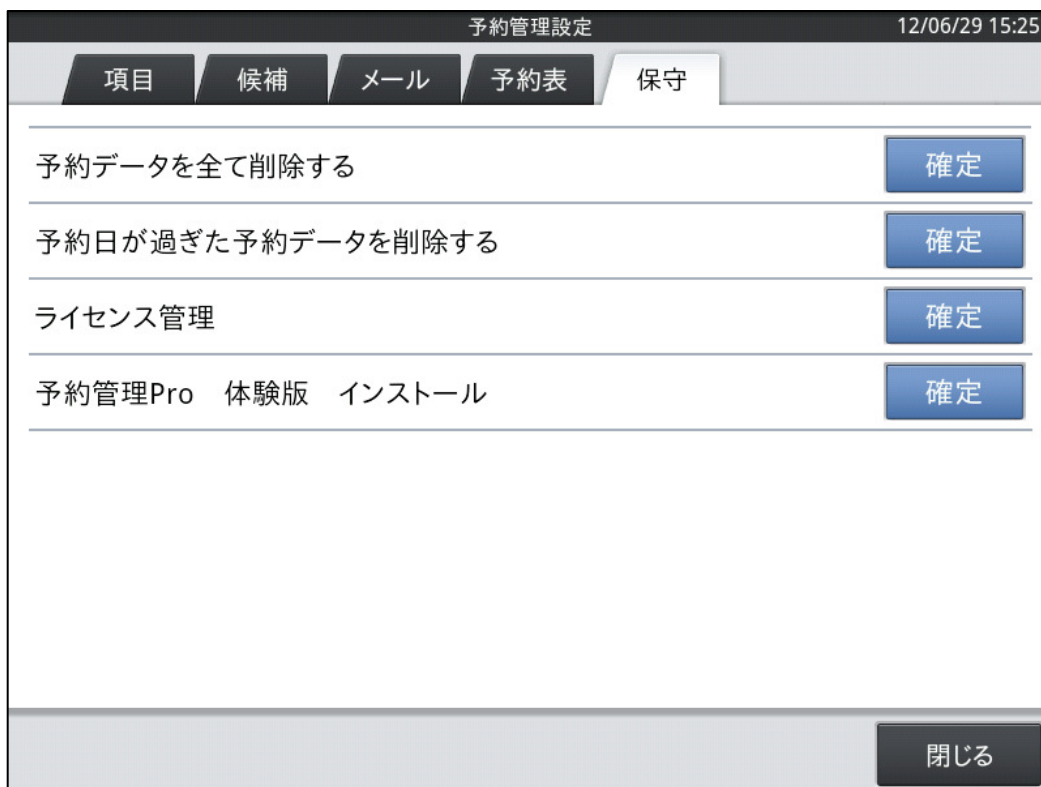 予約管理設定 12/06/29 15:25
項目 候補 メール 予約表 保守
予約データを全て削除する 確定
予約日が過ぎた予約データを削除する 確定
ライセンス管理 確定
予約管理Pro　体験版　インストール 確定
閉じる